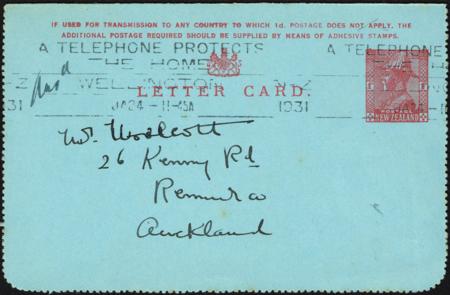 IF USED FOR TRANSMISSION TO ANY COUNTRY TO WHICH 1d. POSTAGE DOES NOT APPLY. THE
ADDITIONAL POSTAGE REQUIRED SHOULD BE SUPPLIED BY MEANS OF ADHESIVE STAMPS.
A TELEPHONE PROTECTS A TELEPHONE
THE HOME
Z WELLINGTON N.Z
LETTER CARD.
1931 JA24 - 11-45A 1931
POSTAGE
NEW ZEALAND
Mr. Woolcott
26 Kenny Rd
Remuera
Auckland